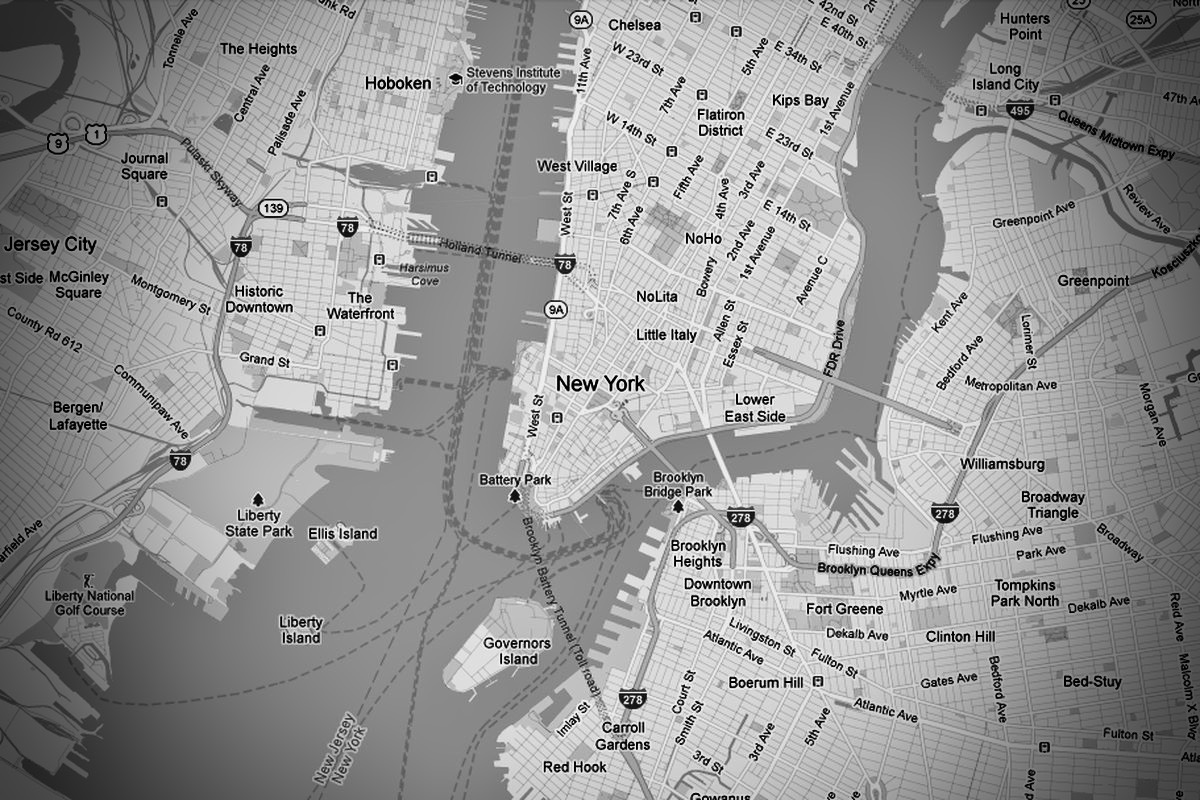 unk Rd
9A
Chelsea
E 42nd St
2n
E 40th St
25
25A
North
Tonnele Ave
The Heights
Central Ave
Palisade Ave
Hoboken
Stevens Institute
of Technology
11th Ave
W 23rd St
7th Ave
5th Ave
E 34th St
Kips Bay
1st Avenue
Hunters
Point
Long
Island City
495
47th A
Queens Midtown Expy
9
1
Pulaski Skyway
Journal
Square
Flatiron
District
W 14th St
E 23rd St
West Village
Fifth Ave
3rd Ave
7th Ave S
6th Ave
4th Ave
E 14th St
West St
Review Ave
Greenpoint Ave
139
78
78
Jersey City
Holland Tunnel
78
NoHo
2nd Ave
1st Avenue
Bowery
Avenue C
Kosciuszko
st Side
McGinley
Square
Montgomery St
Harsimus
Cove
Historic
Downtown
The
Waterfront
9A
NoLita
Allen St
Essex St
Little Italy
FDR Drive
Greenpoint
Kent Ave
Lorimer St
Bedford Ave
County Rd 612
Grand St
Communipaw Ave
New York
West St
Lower
East Side
Metropolitan Ave
Morgan Ave
Bergen/
Lafayette
78
Battery Park
Brooklyn
Bridge Park
Williamsburg
Broadway
Triangle
278
278
Liberty
State Park
Ellis Island
Brooklyn Battery Tunnel (Toll road)
Brooklyn
Heights
Flushing Ave
Brooklyn Queens Expy
Flushing Ave
Park Ave
Broadway
airfield Ave
Liberty National
Golf Course
Liberty
Island
Governors
Island
Downtown
Brooklyn
Fort Greene
Myrtle Ave
Tompkins
Park North
Dekalb Ave
Reid Ave
Livingston St
Dekalb Ave
Clinton Hill
Atlantic Ave
Fulton St
Boerum Hill
Gates Ave
Bedford Ave
Bed-Stuy
Malcolm X Blvd
278
Court St
Smith St
Imlay St
Carroll
Gardens
3rd Ave
5th Ave
Atlantic Ave
Fulton St
New Jersey
New York
Red Hook
3rd St
Gowanus
d Ave
Atla